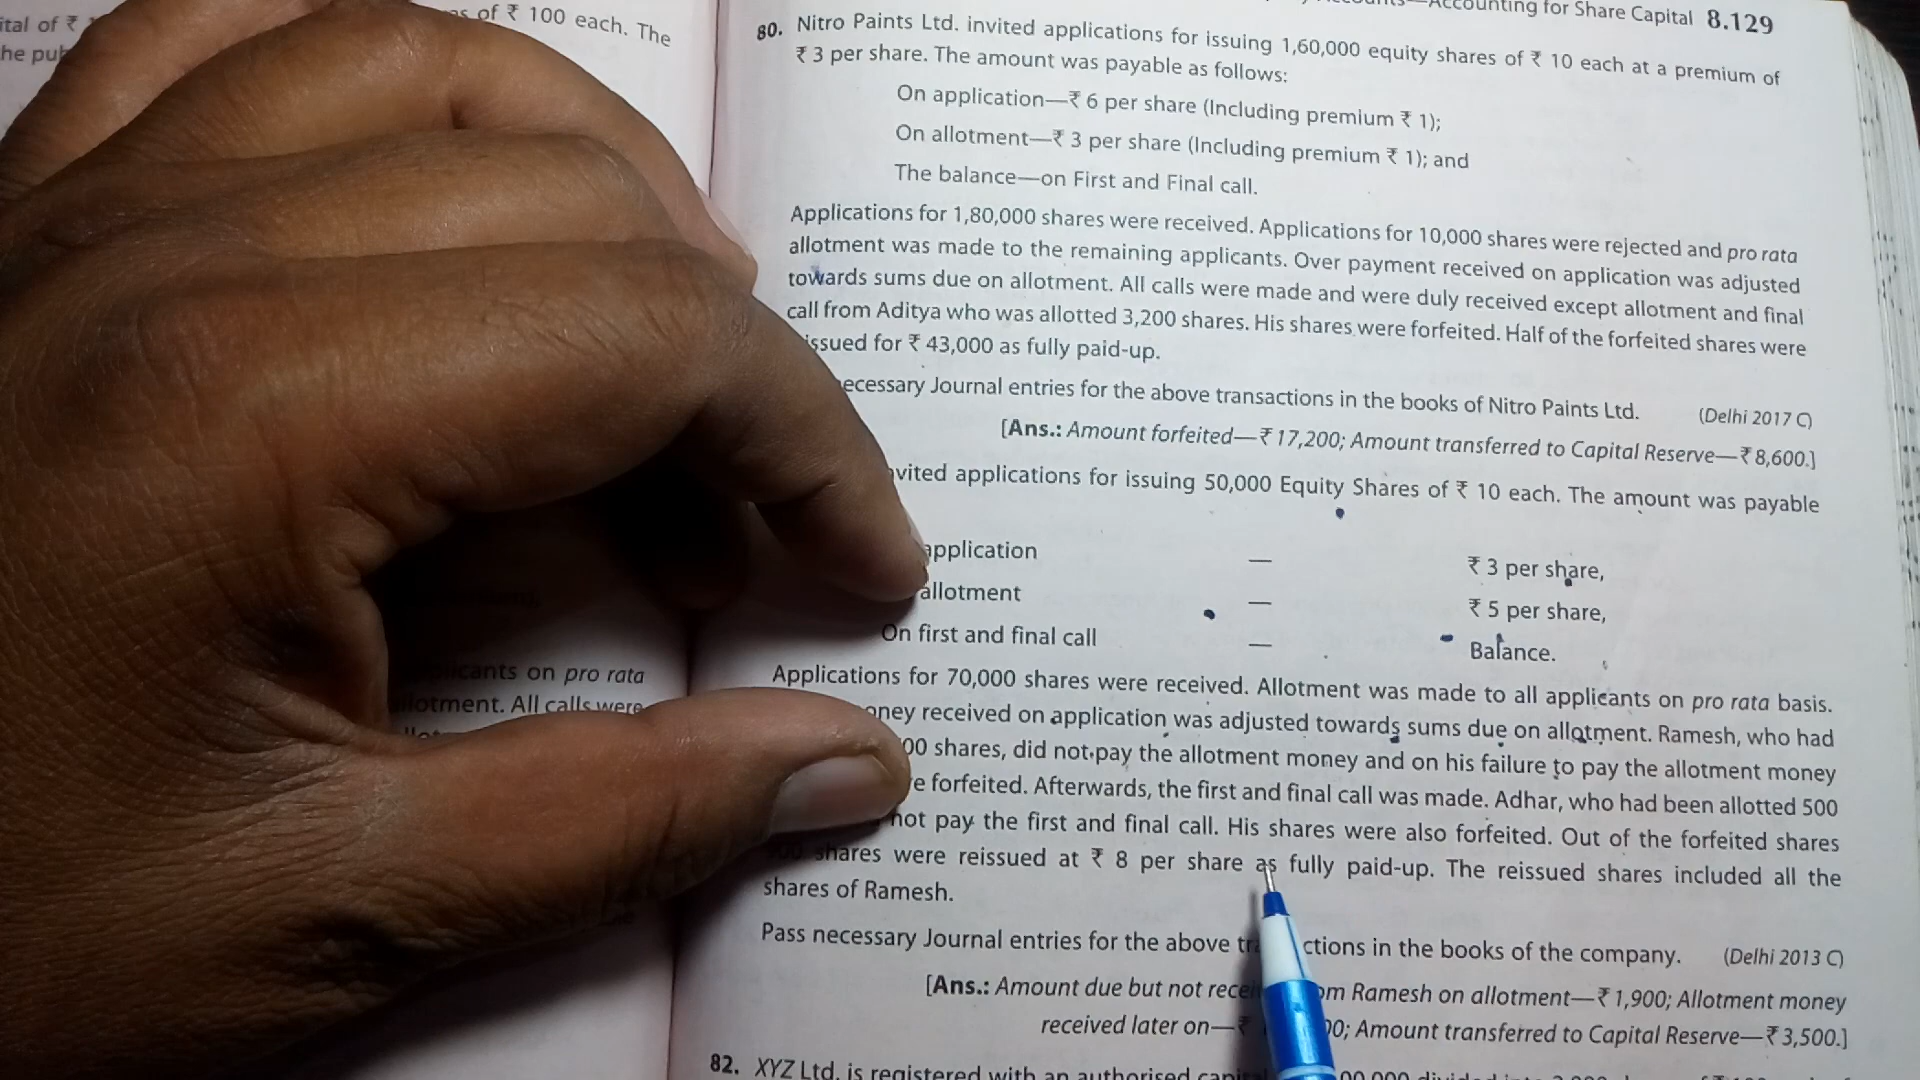 ital of ₹
he pu
as of ₹ 100 each. The
licants on pro rata
lotment. All calls were
Accounting for Share Capital 8.129
80. Nitro Paints Ltd. invited applications for issuing 1,60,000 equity shares of ₹ 10 each at a premium of
₹ 3 per share. The amount was payable as follows:
On application—₹ 6 per share (Including premium ₹ 1);
On allotment—₹ 3 per share (Including premium ₹ 1); and
The balance—on First and Final call.
Applications for 1,80,000 shares were received. Applications for 10,000 shares were rejected and pro rata
allotment was made to the remaining applicants. Over payment received on application was adjusted
towards sums due on allotment. All calls were made and were duly received except allotment and final
call from Aditya who was allotted 3,200 shares. His shares were forfeited. Half of the forfeited shares were
issued for ₹ 43,000 as fully paid-up.
ecessary Journal entries for the above transactions in the books of Nitro Paints Ltd. (Delhi 2017 C)
[Ans.: Amount forfeited—₹ 17,200; Amount transferred to Capital Reserve—₹ 8,600.]
vited applications for issuing 50,000 Equity Shares of ₹ 10 each. The amount was payable
application — ₹ 3 per share,
allotment — ₹ 5 per share,
On first and final call — Balance.
Applications for 70,000 shares were received. Allotment was made to all applicants on pro rata basis.
oney received on application was adjusted towards sums due on allotment. Ramesh, who had
00 shares, did not pay the allotment money and on his failure to pay the allotment money
e forfeited. Afterwards, the first and final call was made. Adhar, who had been allotted 500
not pay the first and final call. His shares were also forfeited. Out of the forfeited shares
shares were reissued at ₹ 8 per share as fully paid-up. The reissued shares included all the
shares of Ramesh.
Pass necessary Journal entries for the above tra ctions in the books of the company. (Delhi 2013 C)
[Ans.: Amount due but not recei om Ramesh on allotment—₹ 1,900; Allotment money
received later on—₹ 00; Amount transferred to Capital Reserve—₹ 3,500.]
82. XYZ Ltd. is registered with an authorised capi